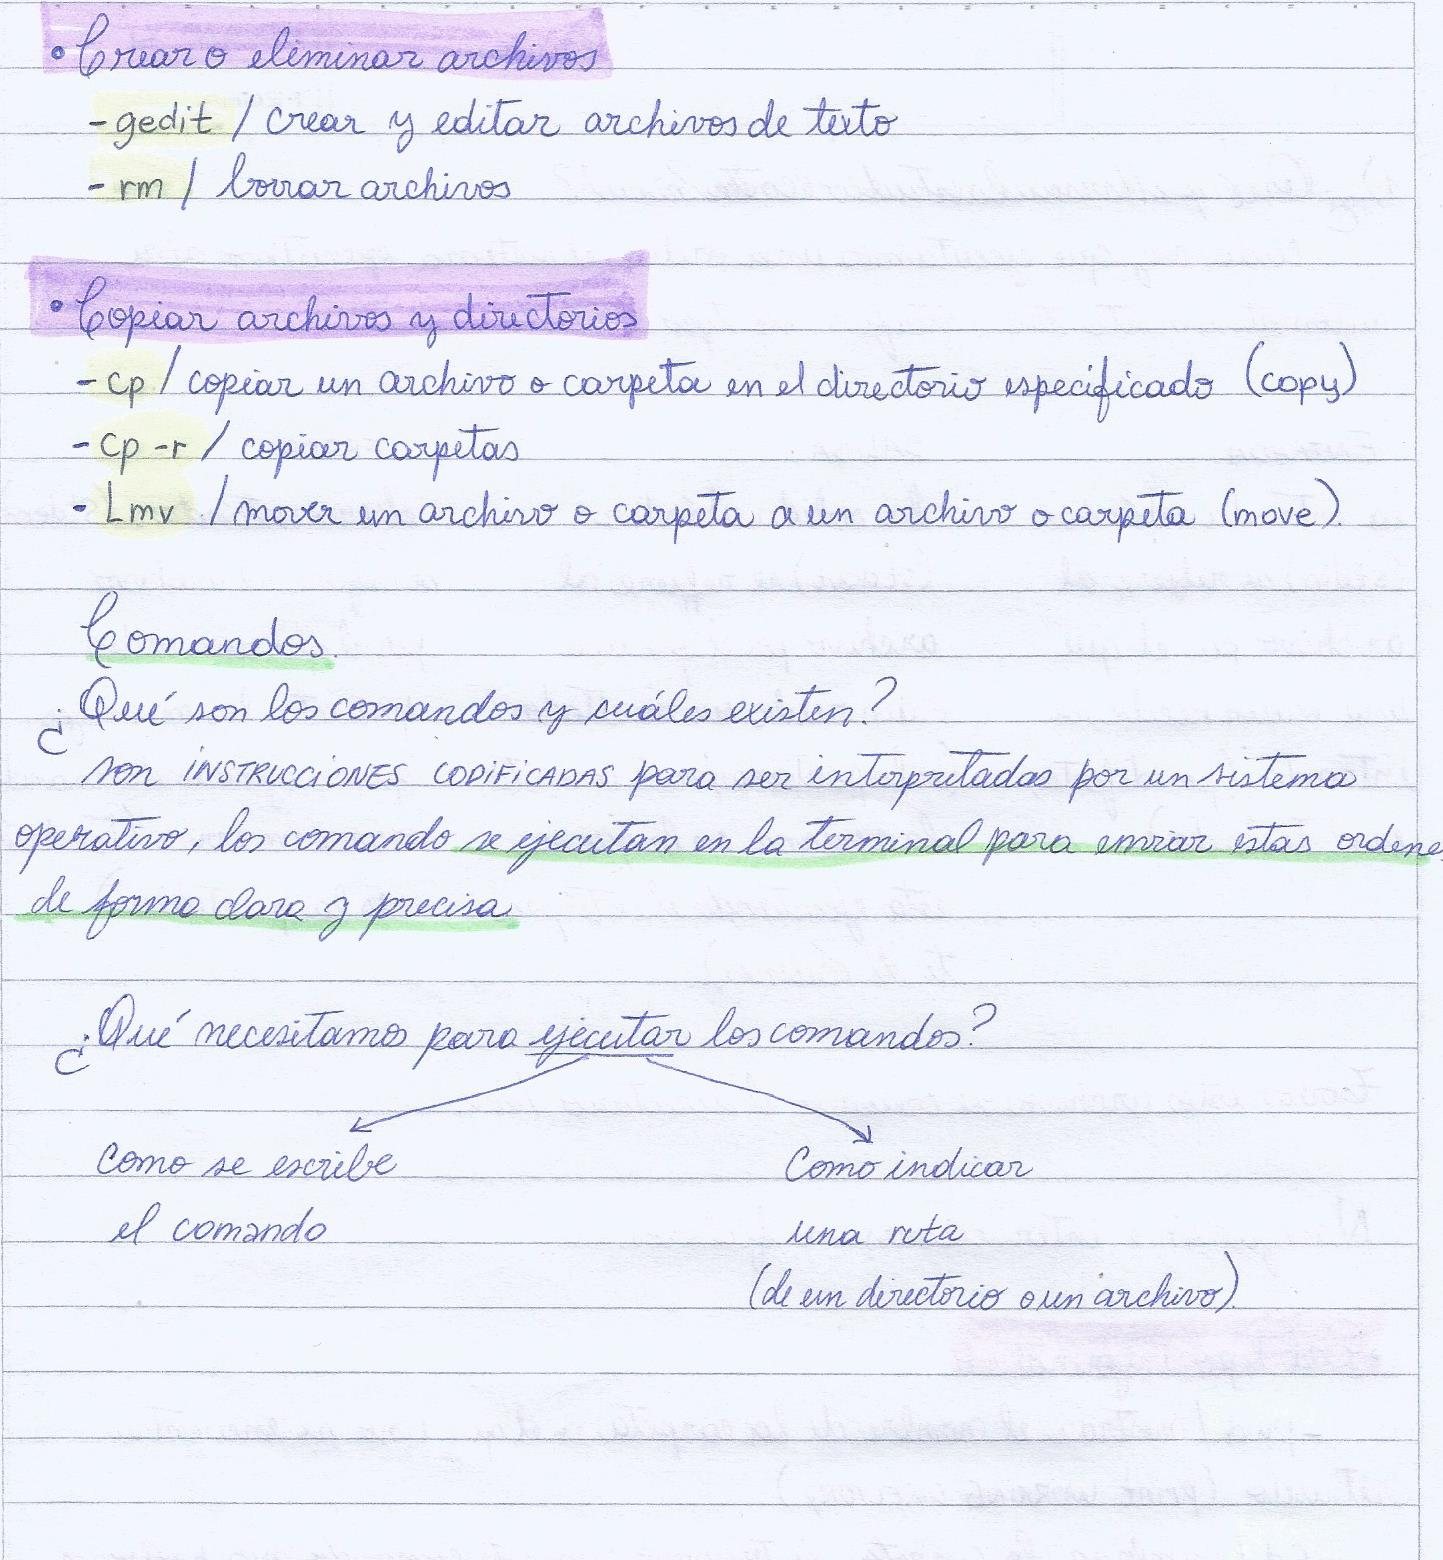 • Crear o eliminar archivos
- gedit / crear y editar archivos de texto
- rm / borrar archivos
• Copiar archivos y directorios
- cp / copiar un archivo o carpeta en el directorio especificado (copy)
- cp -r / copiar carpetas
- Lmv / mover un archivo o carpeta a un archivo o carpeta (move).
Comandos.
¿Qué son los comandos y cuáles existen?
son INSTRUCCIONES CODIFICADAS para ser interpretadas por un sistema
operativo, los comando se ejecutan en la terminal para enviar estas ordenes
de forma clara y precisa
¿Qué necesitamos para ejecutar los comandos?
Como se escribe
el comando
Como indicar
una ruta
(de un directorio o un archivo).